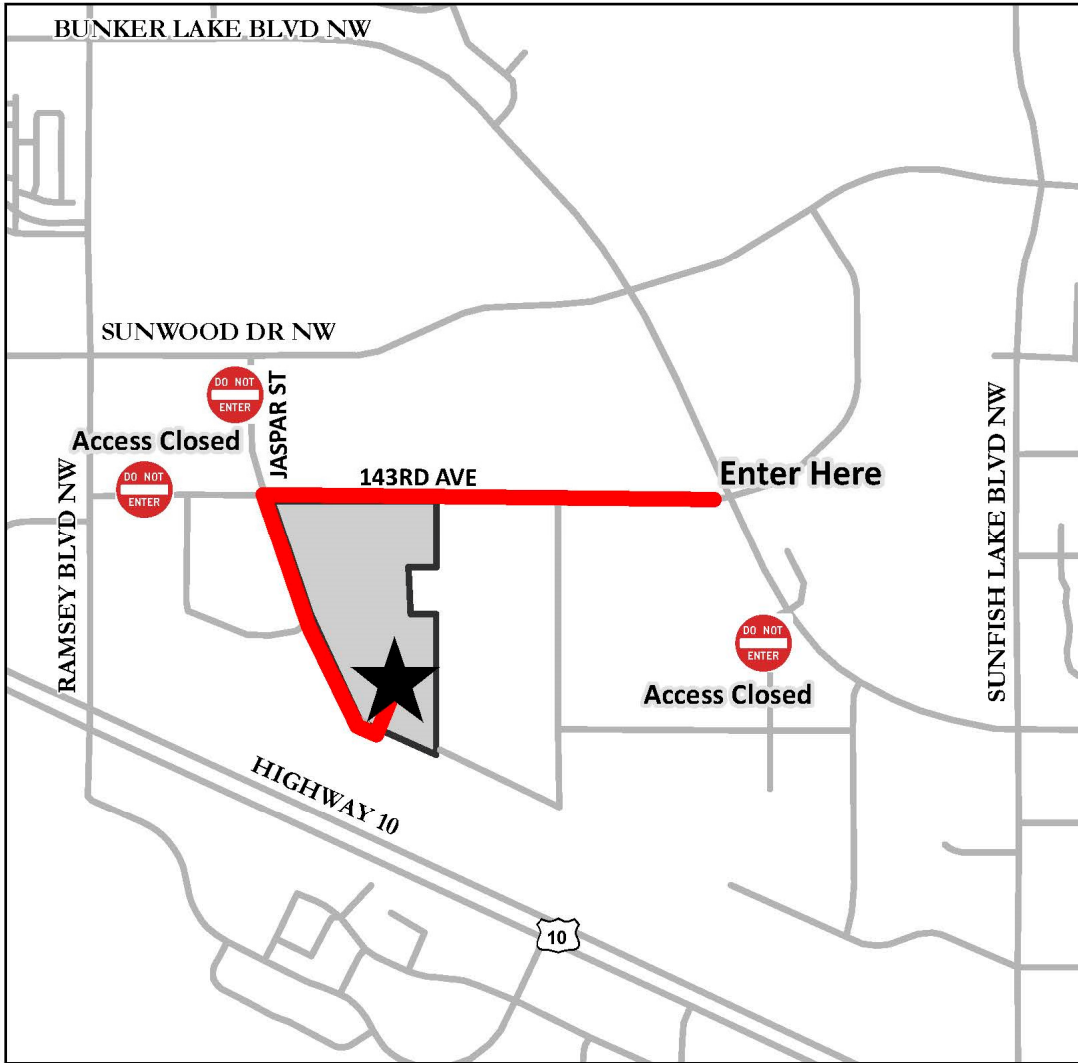 BUNKER LAKE BLVD NW
SUNWOOD DR NW
DO NOT
ENTER
JASPAR ST
Access Closed
DO NOT
ENTER
143RD AVE
Enter Here
RAMSEY BLVD NW
SUNFISH LAKE BLVD NW
DO NOT
ENTER
Access Closed
HIGHWAY 10
10